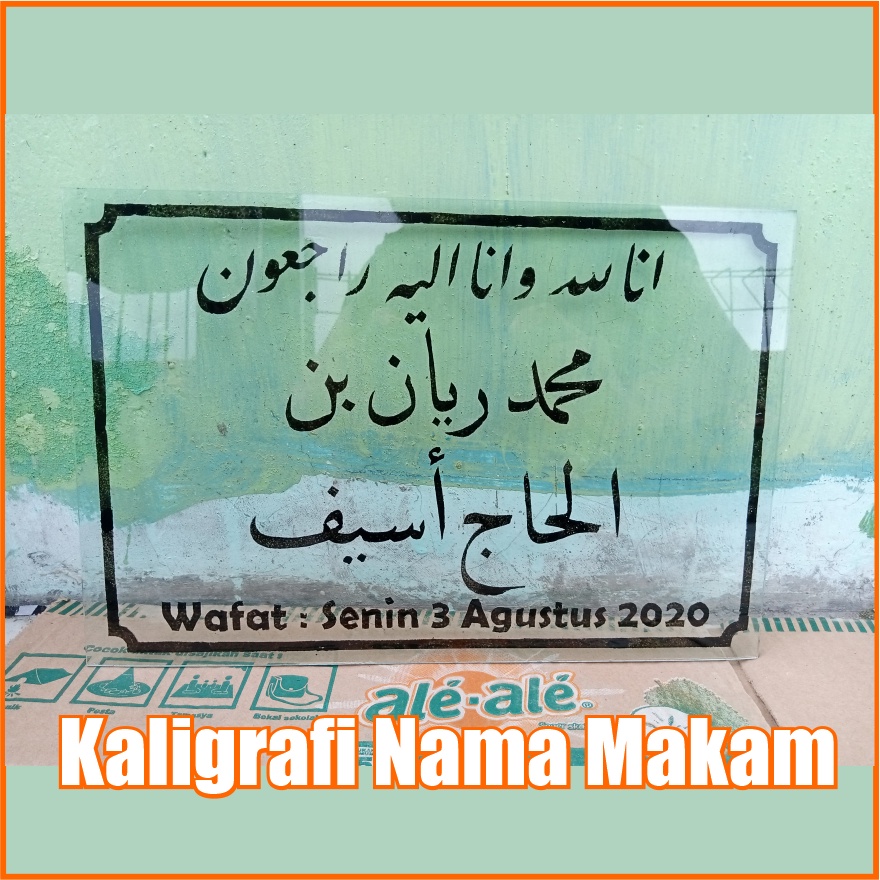 انا لله وانا اليه راجعون
محمد ريان بن
الحاج أسيف
Wafat : Senin 3 Agustus 2020
alé-alé
Pesta
Kaligrafi Nama Makam